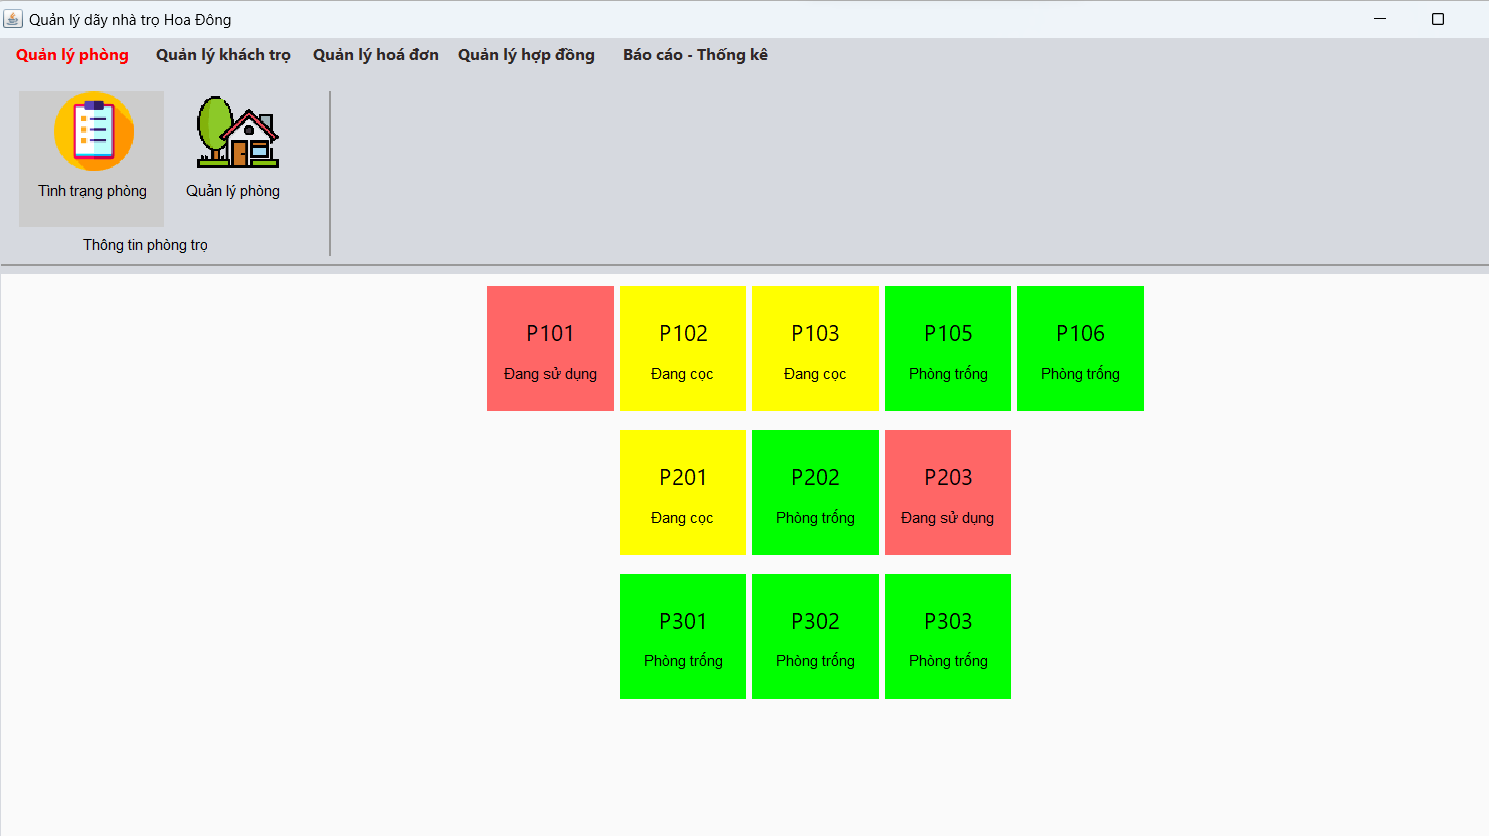 Quản lý dãy nhà trọ Hoa Đông
Quản lý phòng Quản lý khách trọ Quản lý hoá đơn Quản lý hợp đồng Báo cáo - Thống kê
Tình trạng phòng Quản lý phòng
Thông tin phòng trọ
P101 P102 P103 P105 P106
Đang sử dụng Đang cọc Đang cọc Phòng trống Phòng trống
P201 P202 P203
Đang cọc Phòng trống Đang sử dụng
P301 P302 P303
Phòng trống Phòng trống Phòng trống